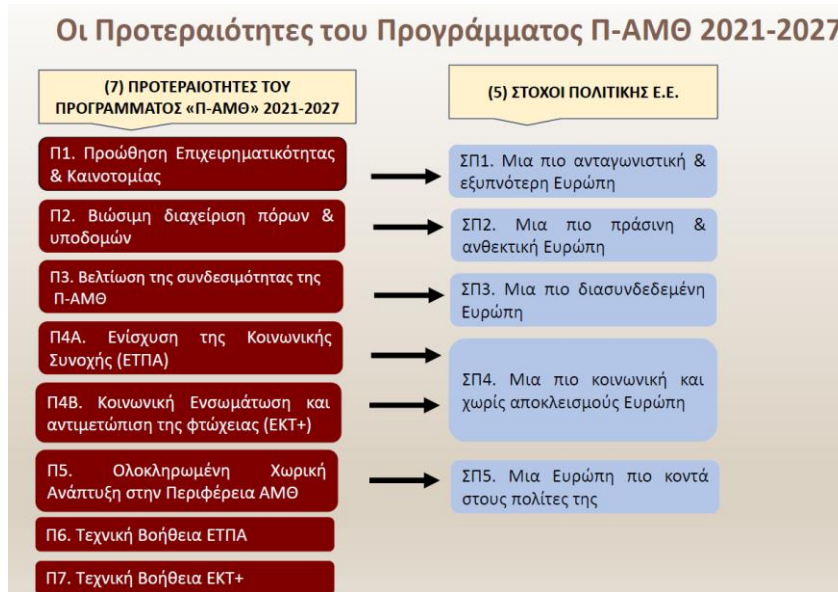 Οι Προτεραιότητες του Προγράμματος Π-ΑΜΘ 2021-2027
(7) ΠΡΟΤΕΡΑΙΟΤΗΤΕΣ ΤΟΥ
ΠΡΟΓΡΑΜΜΑΤΟΣ «Π-ΑΜΘ» 2021-2027
(5) ΣΤΟΧΟΙ ΠΟΛΙΤΙΚΗΣ Ε.Ε.
Π1. Προώθηση Επιχειρηματικότητας
& Καινοτομίας
ΣΠ1. Μια πιο ανταγωνιστική &
εξυπνότερη Ευρώπη
Π2. Βιώσιμη διαχείριση πόρων &
υποδομών
ΣΠ2. Μια πιο πράσινη &
ανθεκτική Ευρώπη
Π3. Βελτίωση της συνδεσιμότητας της
Π-ΑΜΘ
ΣΠ3. Μια πιο διασυνδεδεμένη
Ευρώπη
Π4Α. Ενίσχυση της Κοινωνικής
Συνοχής (ΕΤΠΑ)
Π4Β. Κοινωνική Ενσωμάτωση και
αντιμετώπιση της φτώχειας (ΕΚΤ+)
ΣΠ4. Μια πιο κοινωνική και
χωρίς αποκλεισμούς Ευρώπη
Π5. Ολοκληρωμένη Χωρική
Ανάπτυξη στην Περιφέρεια ΑΜΘ
ΣΠ5. Μια Ευρώπη πιο κοντά
στους πολίτες της
Π6. Τεχνική Βοήθεια ΕΤΠΑ
Π7. Τεχνική Βοήθεια ΕΚΤ+